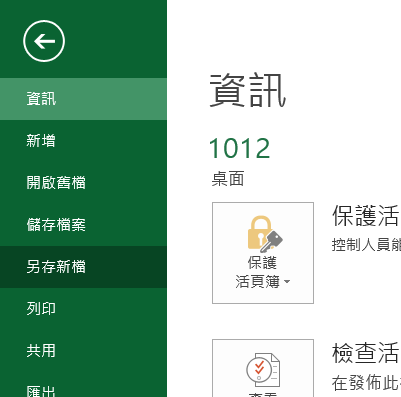 資訊
新增
開啟舊檔
儲存檔案
另存新檔
列印
共用
匯出
資訊
1012
桌面
保護
活頁簿
保護活
控制人員能
檢查活
在發佈此
查看